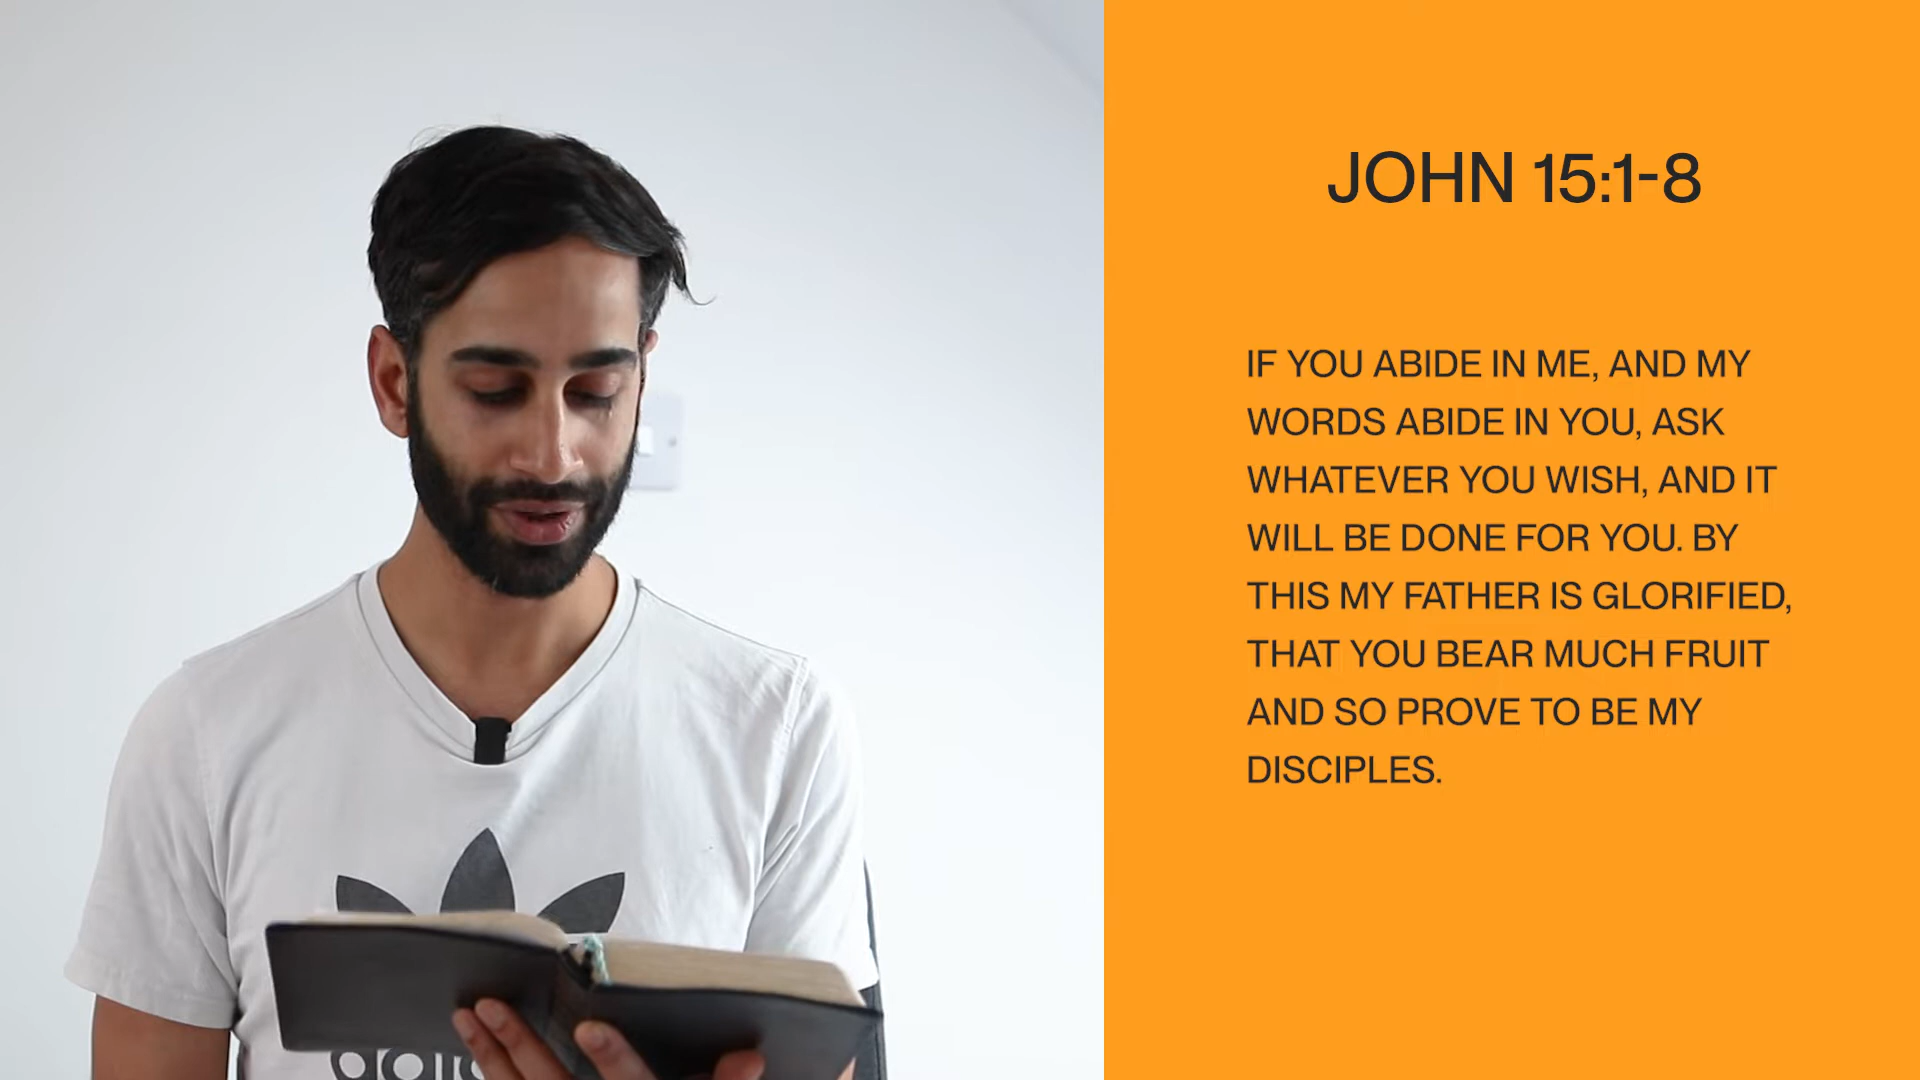 JOHN 15:1-8
IF YOU ABIDE IN ME, AND MY
WORDS ABIDE IN YOU, ASK
WHATEVER YOU WISH, AND IT
WILL BE DONE FOR YOU. BY
THIS MY FATHER IS GLORIFIED,
THAT YOU BEAR MUCH FRUIT
AND SO PROVE TO BE MY
DISCIPLES.